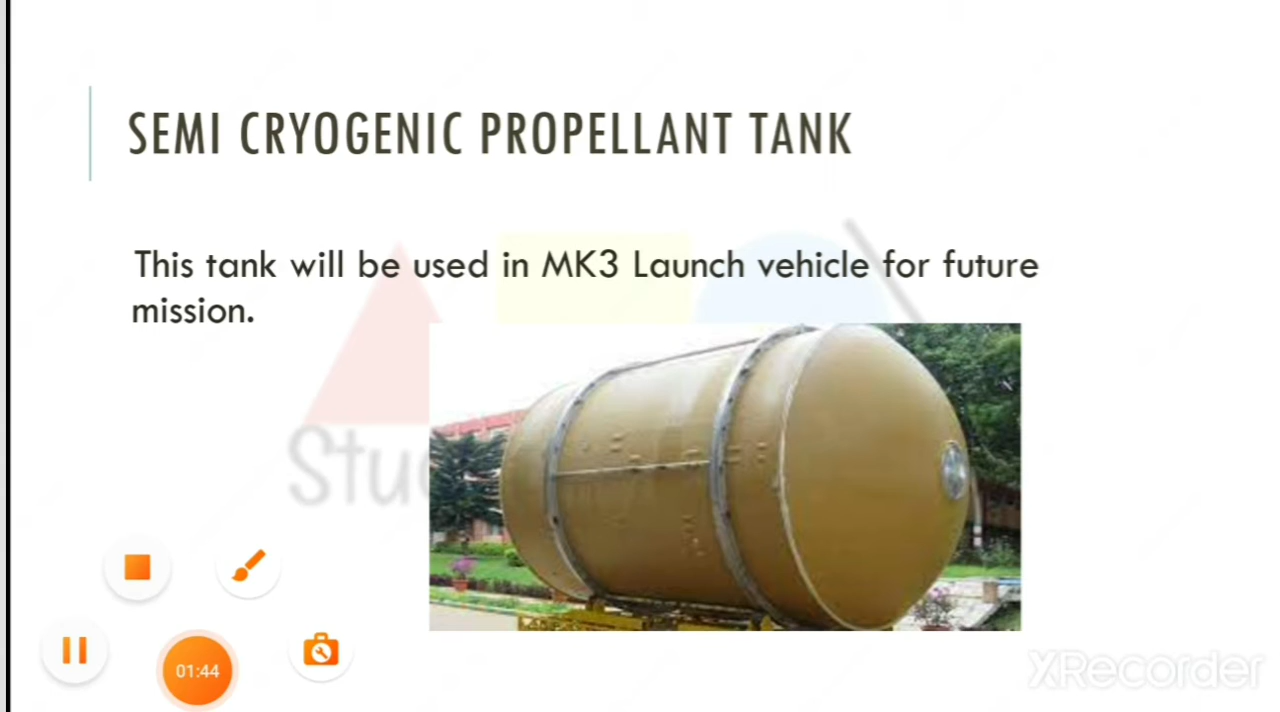 SEMI CRYOGENIC PROPELLANT TANK
This tank will be used in MK3 Launch vehicle for future
mission.
Stu
01:44
XRecorder